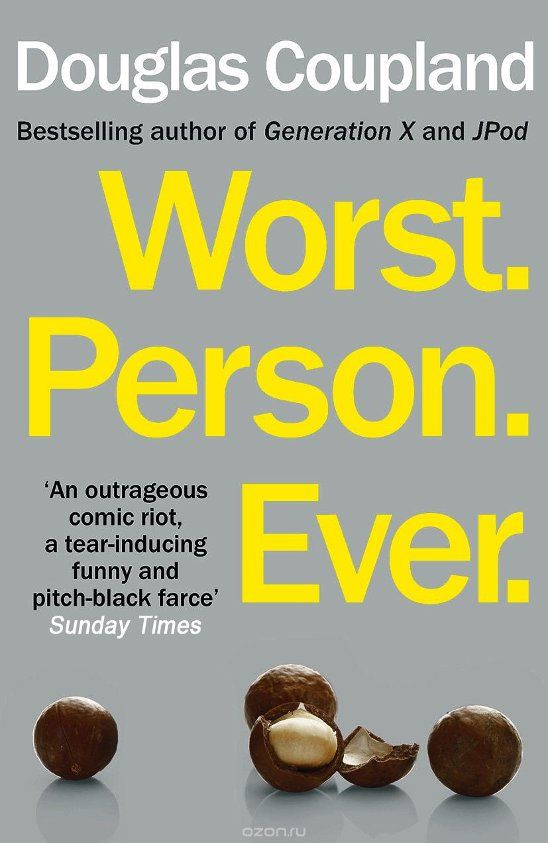 Douglas Coupland
Bestselling author of Generation X and JPod
Worst.
Person.
Ever.
‘An outrageous
comic riot,
a tear-inducing
funny and
pitch-black farce’
Sunday Times
ozon.ru